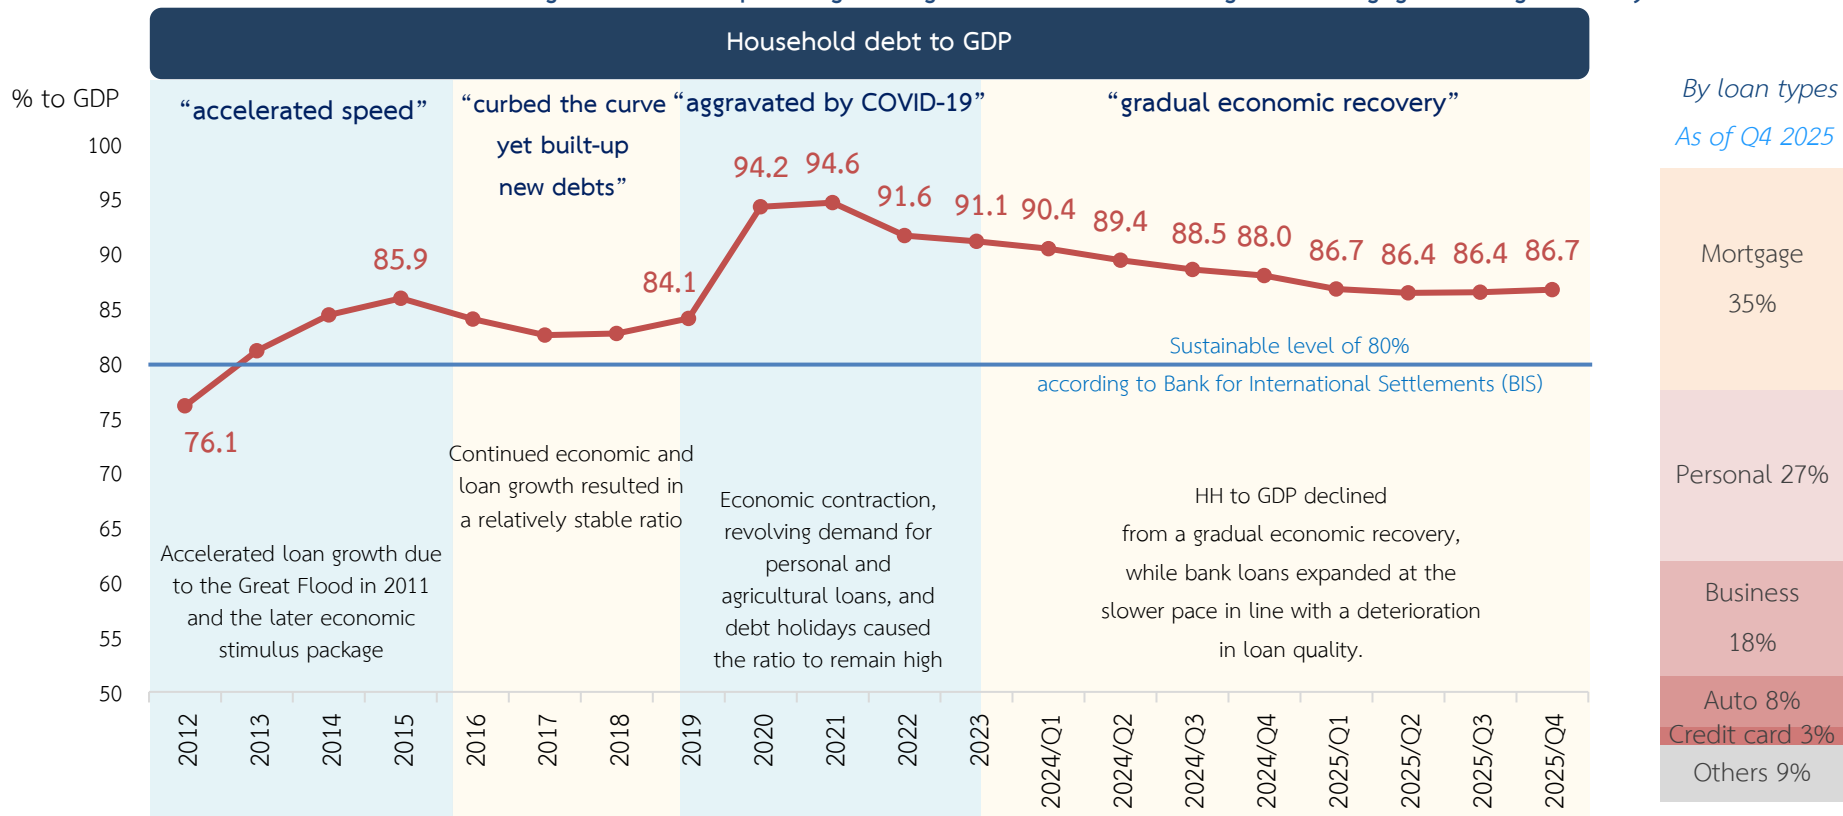 Household debt to GDP
% to GDP
“accelerated speed”
“curbed the curve
yet built-up
new debts”
“aggravated by COVID-19”
“gradual economic recovery”
By loan types
As of Q4 2025
100
95
90
85
80
75
70
65
60
55
50
76.1
85.9
84.1
94.2
94.6
91.6
91.1
90.4
89.4
88.5
88.0
86.7
86.4
86.4
86.7
Sustainable level of 80%
according to Bank for International Settlements (BIS)
Accelerated loan growth due
to the Great Flood in 2011
and the later economic
stimulus package
Continued economic and
loan growth resulted in
a relatively stable ratio
Economic contraction,
revolving demand for
personal and
agricultural loans, and
debt holidays caused
the ratio to remain high
HH to GDP declined
from a gradual economic recovery,
while bank loans expanded at the
slower pace in line with a deterioration
in loan quality.
2012
2013
2014
2015
2016
2017
2018
2019
2020
2021
2022
2023
2024/Q1
2024/Q2
2024/Q3
2024/Q4
2025/Q1
2025/Q2
2025/Q3
2025/Q4
Mortgage
35%
Personal 27%
Business
18%
Auto 8%
Credit card 3%
Others 9%